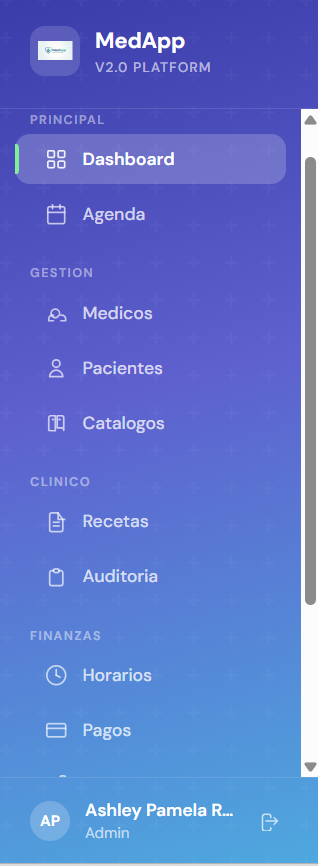 MedApp
V2.0 PLATFORM
PRINCIPAL
Dashboard
Agenda
GESTION
Medicos
Pacientes
Catalogos
CLINICO
Recetas
Auditoria
FINANZAS
Horarios
Pagos
AP
Ashley Pamela R...
Admin